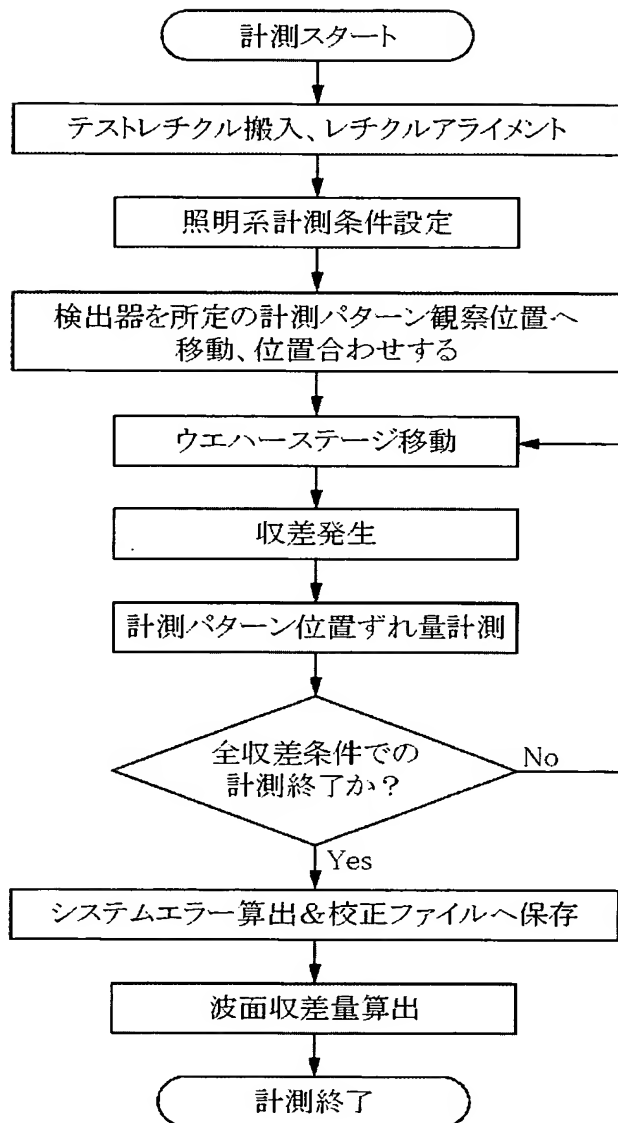 計測スタート
テストレチクル搬入、レチクルアライメント
照明系計測条件設定
検出器を所定の計測パターン観察位置へ
移動、位置合わせする
ウエハーステージ移動
収差発生
計測パターン位置ずれ量計測
全収差条件での
計測終了か？
No
Yes
システムエラー算出&校正ファイルへ保存
波面収差量算出
計測終了